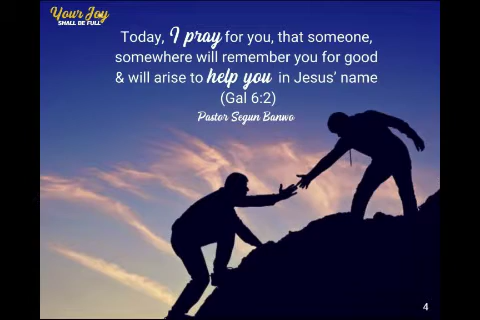 Your Joy
SHALL BE FULL
Today, I pray for you, that someone,
somewhere will remember you for good
& will arise to help you in Jesus' name
(Gal 6:2)
Pastor Segun Banwo
4